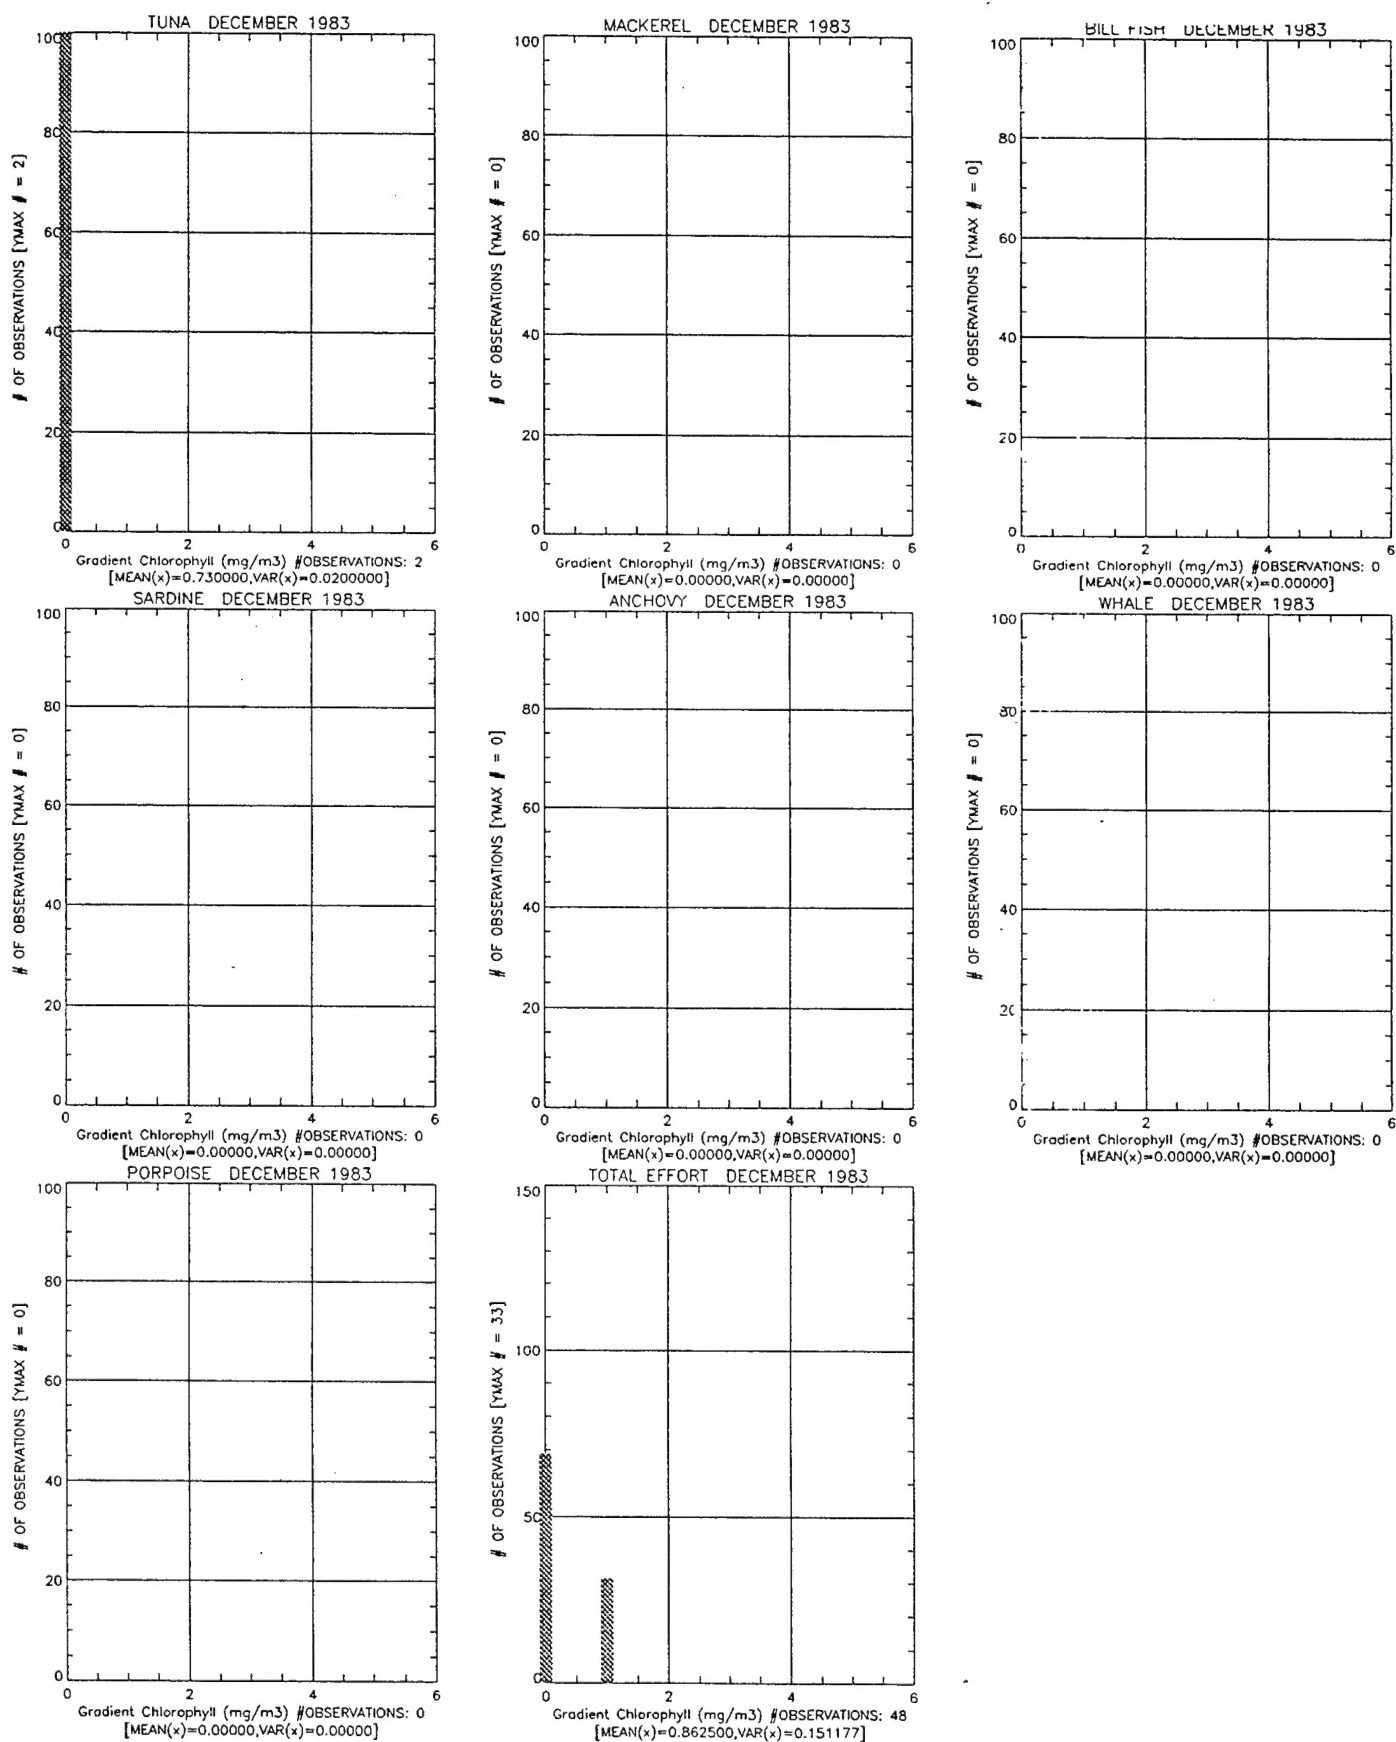 TUNA DECEMBER 1983
100
80
60
40
20
0
# OF OBSERVATIONS [YMAX # = 2]
0 2 4 6
Gradient Chlorophyll (mg/m3) #OBSERVATIONS: 2
[MEAN(x)=0.730000,VAR(x)=0.0200000]
MACKEREL DECEMBER 1983
100
80
60
40
20
0
# OF OBSERVATIONS [YMAX # = 0]
0 2 4 6
Gradient Chlorophyll (mg/m3) #OBSERVATIONS: 0
[MEAN(x)=0.00000,VAR(x)=0.00000]
BILL FISH DECEMBER 1983
100
80
60
40
20
0
# OF OBSERVATIONS [YMAX # = 0]
0 2 4 6
Gradient Chlorophyll (mg/m3) #OBSERVATIONS: 0
[MEAN(x)=0.00000,VAR(x)=0.00000]
SARDINE DECEMBER 1983
100
80
60
40
20
0
# OF OBSERVATIONS [YMAX # = 0]
0 2 4 6
Gradient Chlorophyll (mg/m3) #OBSERVATIONS: 0
[MEAN(x)=0.00000,VAR(x)=0.00000]
ANCHOVY DECEMBER 1983
100
80
60
40
20
0
# OF OBSERVATIONS [YMAX # = 0]
0 2 4 6
Gradient Chlorophyll (mg/m3) #OBSERVATIONS: 0
[MEAN(x)=0.00000,VAR(x)=0.00000]
WHALE DECEMBER 1983
100
80
60
40
20
0
# OF OBSERVATIONS [YMAX # = 0]
0 2 4 6
Gradient Chlorophyll (mg/m3) #OBSERVATIONS: 0
[MEAN(x)=0.00000,VAR(x)=0.00000]
PORPOISE DECEMBER 1983
100
80
60
40
20
0
# OF OBSERVATIONS [YMAX # = 0]
0 2 4 6
Gradient Chlorophyll (mg/m3) #OBSERVATIONS: 0
[MEAN(x)=0.00000,VAR(x)=0.00000]
TOTAL EFFORT DECEMBER 1983
150
100
50
0
# OF OBSERVATIONS [YMAX # = 33]
0 2 4 6
Gradient Chlorophyll (mg/m3) #OBSERVATIONS: 48
[MEAN(x)=0.862500,VAR(x)=0.151177]